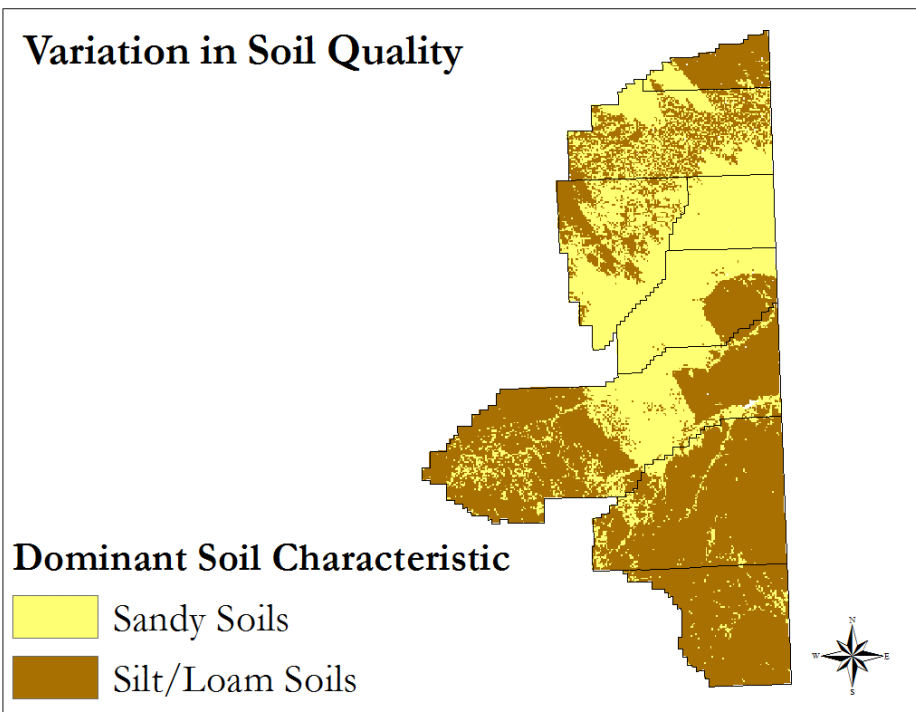 Variation in Soil Quality
Dominant Soil Characteristic
Sandy Soils
Silt/Loam Soils
N
W
E
S